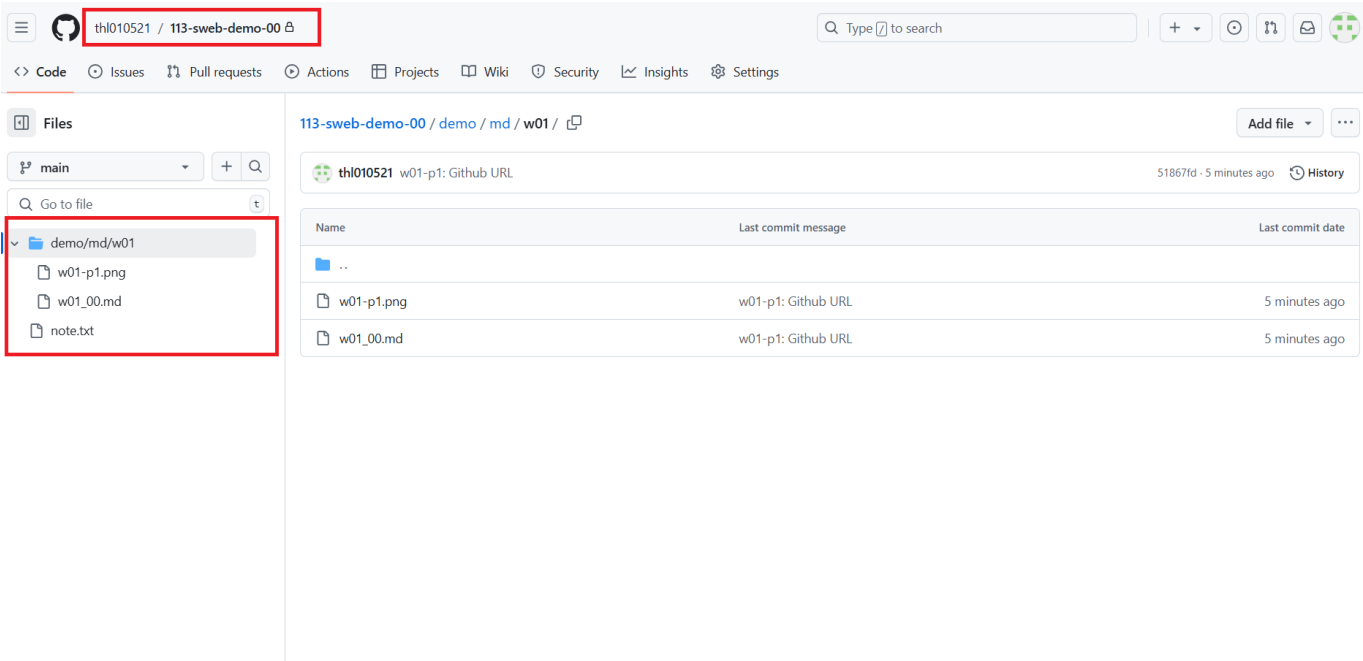 thl010521 / 113-sweb-demo-00
Type / to search
Code Issues Pull requests Actions Projects Wiki Security Insights Settings
Files
main
Go to file t
demo/md/w01
w01-p1.png
w01_00.md
note.txt
113-sweb-demo-00 / demo / md / w01 /
Add file
thl010521 w01-p1: Github URL
51867fd · 5 minutes ago History
Name Last commit message Last commit date
..
w01-p1.png w01-p1: Github URL 5 minutes ago
w01_00.md w01-p1: Github URL 5 minutes ago